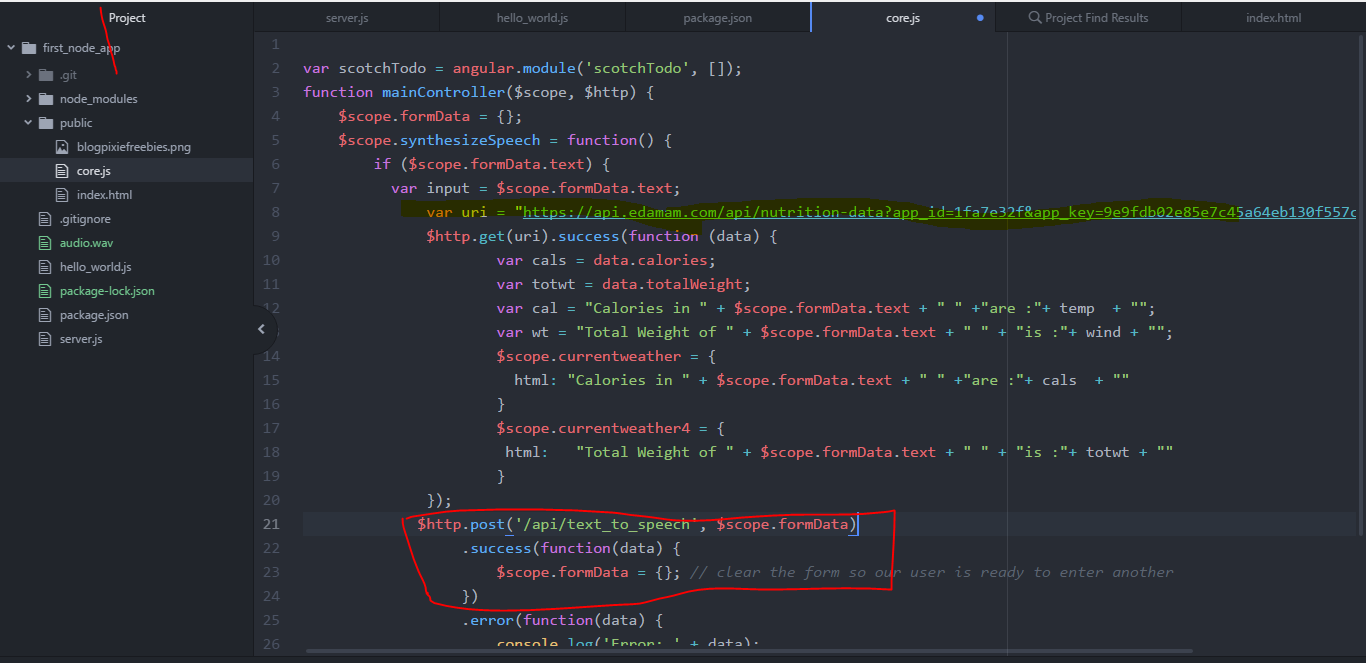 Project
server.js
hello_world.js
package.json
core.js
Project Find Results
index.html
first_node_app
.git
node_modules
public
blogpixiefreebies.png
core.js
index.html
.gitignore
audio.wav
hello_world.js
package-lock.json
package.json
server.js
1
2 var scotchTodo = angular.module('scotchTodo', []);
3 function mainController($scope, $http) {
4 $scope.formData = {};
5 $scope.synthesizeSpeech = function() {
6 if ($scope.formData.text) {
7 var input = $scope.formData.text;
8 var uri = "https://api.edamam.com/api/nutrition-data?app_id=1fa7e32f&app_key=9e9fdb02e85e7c45a64eb130f557c
9 $http.get(uri).success(function (data) {
10 var cals = data.calories;
11 var totwt = data.totalWeight;
12 var cal = "Calories in " + $scope.formData.text + " " +"are :"+ temp  + "";
var wt = "Total Weight of " + $scope.formData.text + " " + "is :"+ wind + "";
14 $scope.currentweather = {
15 html: "Calories in " + $scope.formData.text + " " +"are :"+ cals  + ""
16 }
17 $scope.currentweather4 = {
18 html:   "Total Weight of " + $scope.formData.text + " " + "is :"+ totwt + ""
19 }
20 });
21 $http.post('/api/text_to_speech', $scope.formData)
22 .success(function(data) {
23 $scope.formData = {}; // clear the form so our user is ready to enter another
24 })
25 .error(function(data) {
26 console.log('Error: ' + data);